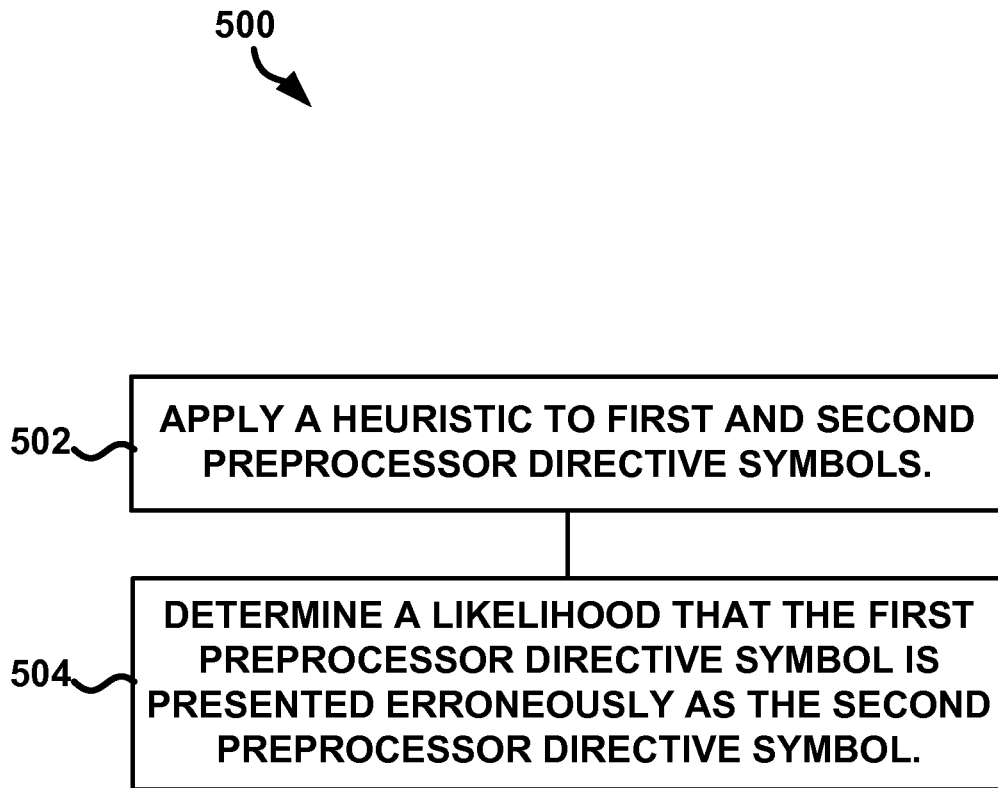 500
502
APPLY A HEURISTIC TO FIRST AND SECOND
PREPROCESSOR DIRECTIVE SYMBOLS.
504
DETERMINE A LIKELIHOOD THAT THE FIRST
PREPROCESSOR DIRECTIVE SYMBOL IS
PRESENTED ERRONEOUSLY AS THE SECOND
PREPROCESSOR DIRECTIVE SYMBOL.